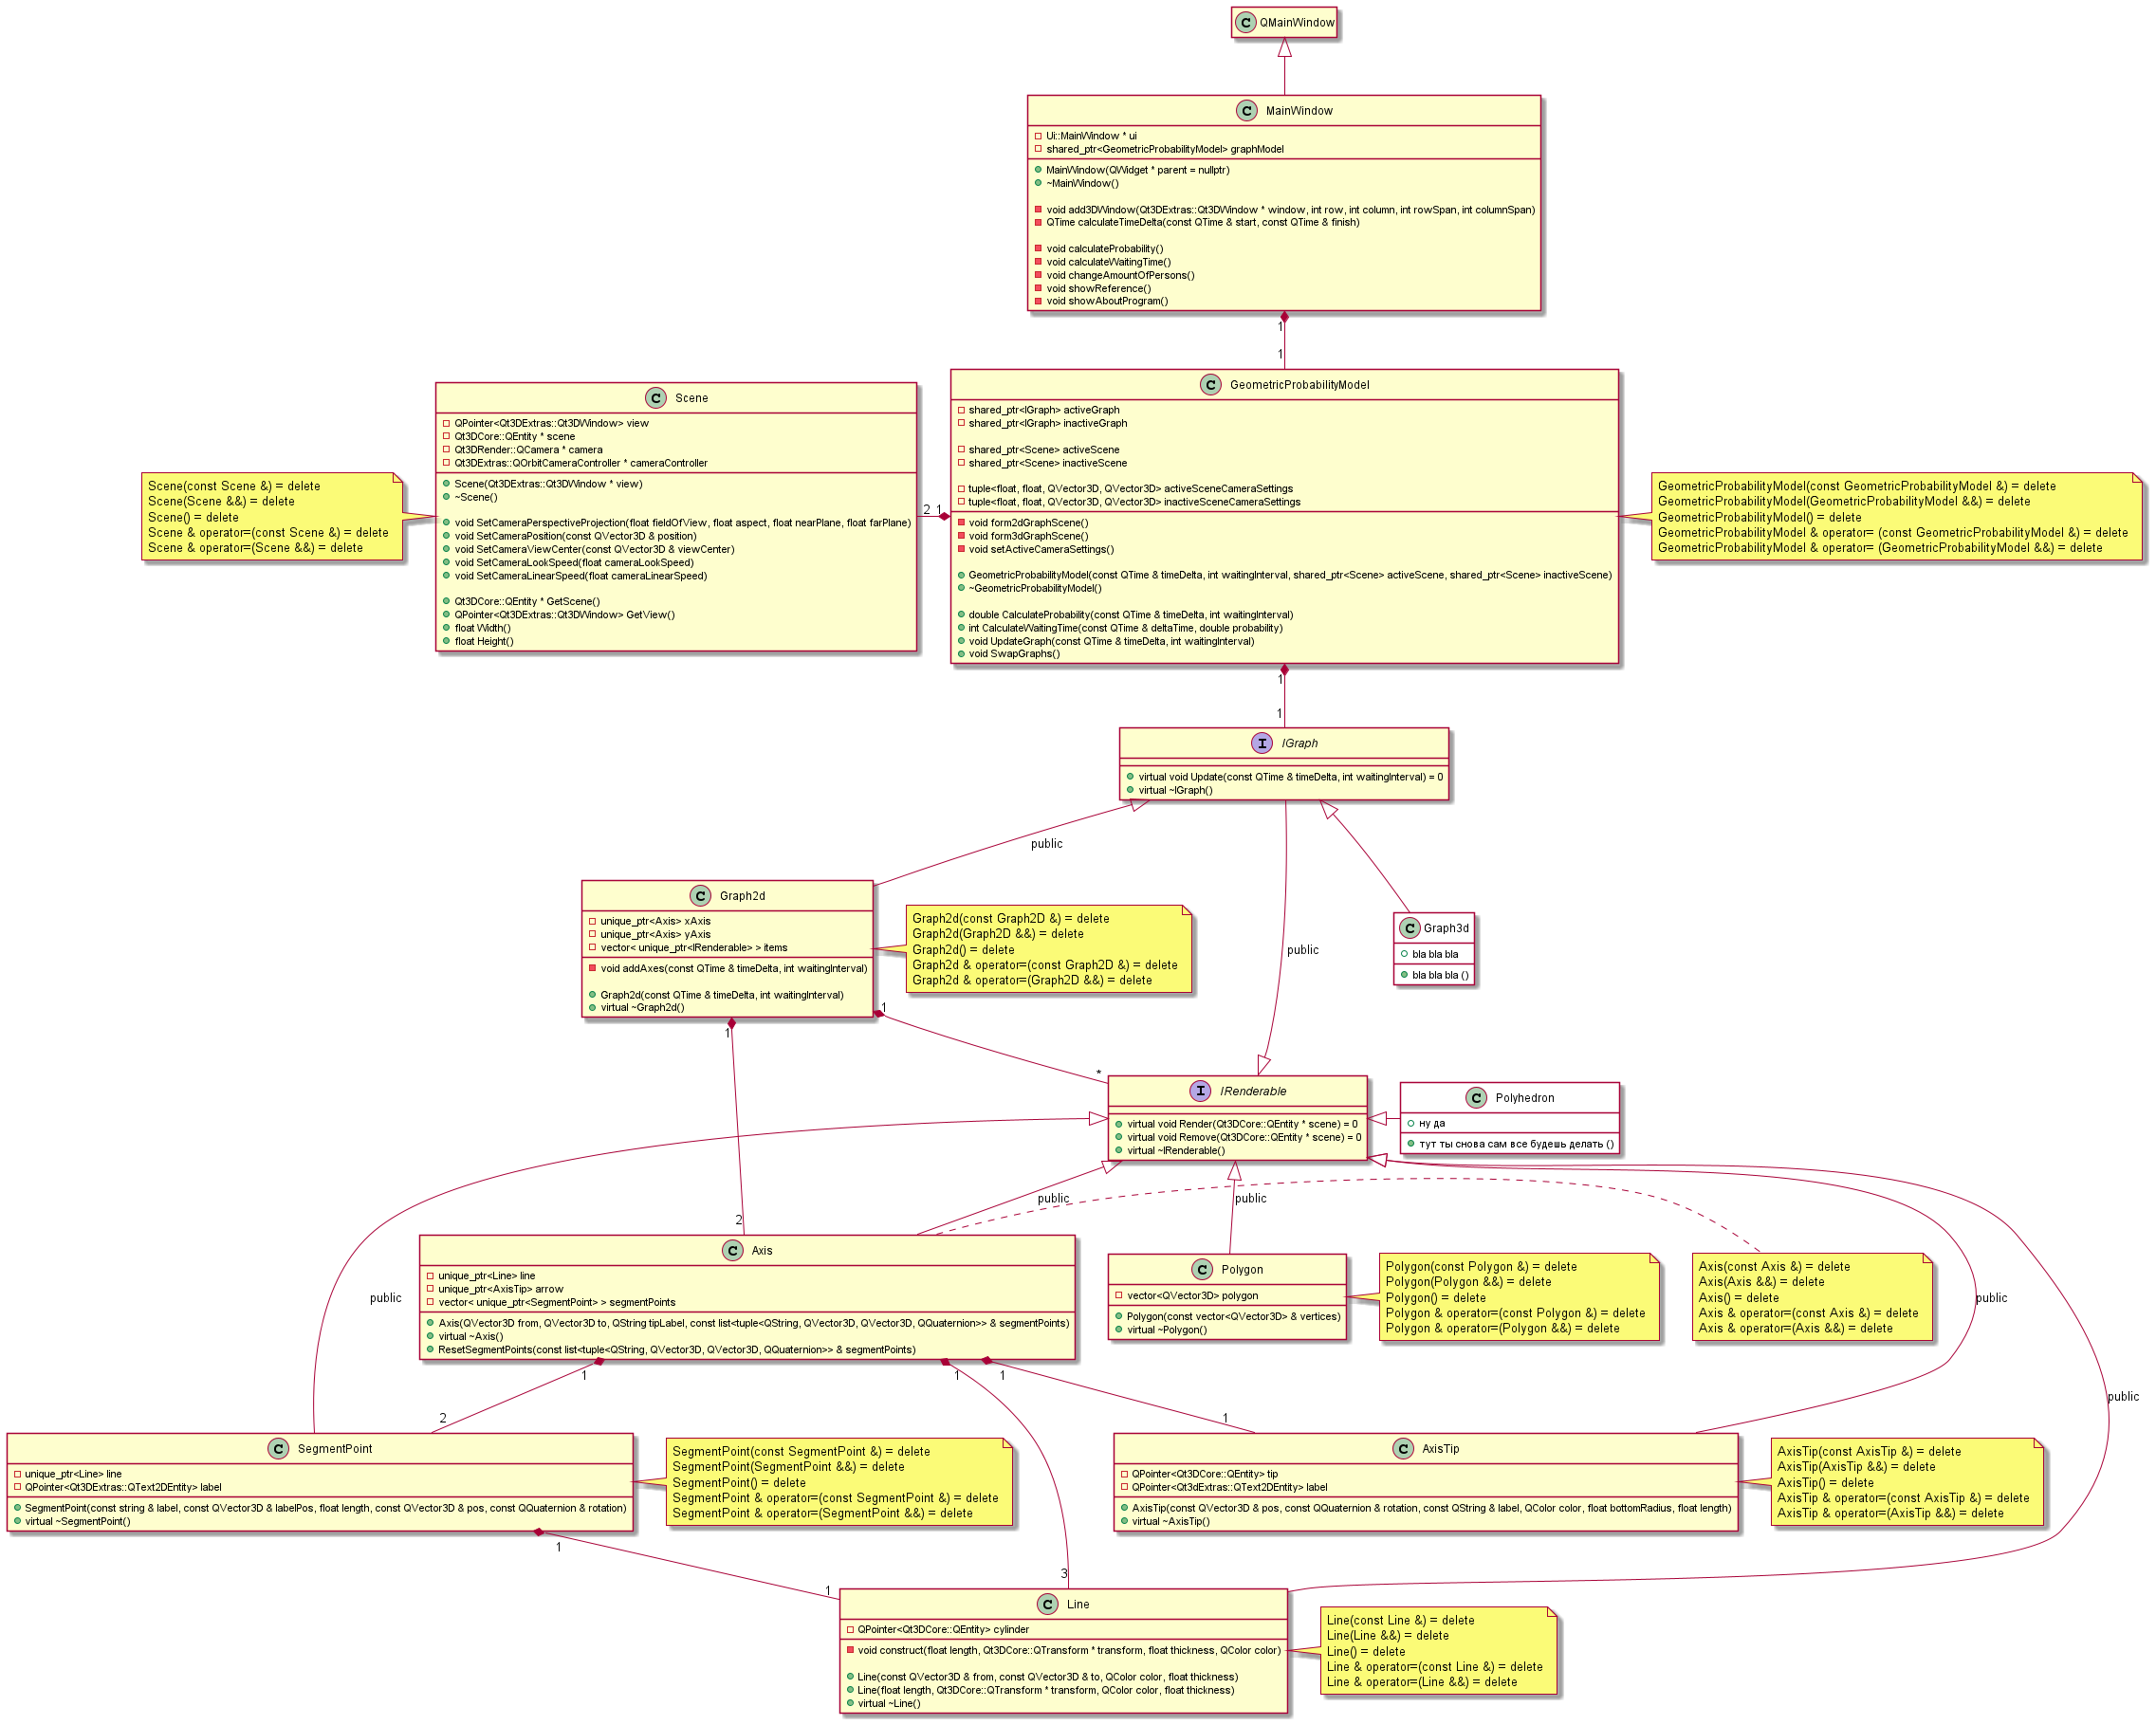 C QMainWindow
C MainWindow
Ui::MainWindow * ui
shared_ptr<GeometricProbabilityModel> graphModel
MainWindow(QWidget * parent = nullptr)
~MainWindow()
void add3DWindow(Qt3DExtras::Qt3DWindow * window, int row, int column, int rowSpan, int columnSpan)
QTime calculateTimeDelta(const QTime & start, const QTime & finish)
void calculateProbability()
void calculateWaitingTime()
void changeAmountOfPersons()
void showReference()
void showAboutProgram()
1
1
C Scene
QPointer<Qt3DExtras::Qt3DWindow> view
Qt3DCore::QEntity * scene
Qt3DRender::QCamera * camera
Qt3DExtras::QOrbitCameraController * cameraController
Scene(Qt3DExtras::Qt3DWindow * view)
~Scene()
void SetCameraPerspectiveProjection(float fieldOfView, float aspect, float nearPlane, float farPlane)
void SetCameraPosition(const QVector3D & position)
void SetCameraViewCenter(const QVector3D & viewCenter)
void SetCameraLookSpeed(float cameraLookSpeed)
void SetCameraLinearSpeed(float cameraLinearSpeed)
Qt3DCore::QEntity * GetScene()
QPointer<Qt3DExtras::Qt3DWindow> GetView()
float Width()
float Height()
Scene(const Scene &) = delete
Scene(Scene &&) = delete
Scene() = delete
Scene & operator=(const Scene &) = delete
Scene & operator=(Scene &&) = delete
2 1
C GeometricProbabilityModel
shared_ptr<IGraph> activeGraph
shared_ptr<IGraph> inactiveGraph
shared_ptr<Scene> activeScene
shared_ptr<Scene> inactiveScene
tuple<float, float, QVector3D, QVector3D> activeSceneCameraSettings
tuple<float, float, QVector3D, QVector3D> inactiveSceneCameraSettings
void form2dGraphScene()
void form3dGraphScene()
void setActiveCameraSettings()
GeometricProbabilityModel(const QTime & timeDelta, int waitingInterval, shared_ptr<Scene> activeScene, shared_ptr<Scene> inactiveScene)
~GeometricProbabilityModel()
double CalculateProbability(const QTime & timeDelta, int waitingInterval)
int CalculateWaitingTime(const QTime & deltaTime, double probability)
void UpdateGraph(const QTime & timeDelta, int waitingInterval)
void SwapGraphs()
GeometricProbabilityModel(const GeometricProbabilityModel &) = delete
GeometricProbabilityModel(GeometricProbabilityModel &&) = delete
GeometricProbabilityModel() = delete
GeometricProbabilityModel & operator= (const GeometricProbabilityModel &) = delete
GeometricProbabilityModel & operator= (GeometricProbabilityModel &&) = delete
1
1
I IGraph
virtual void Update(const QTime & timeDelta, int waitingInterval) = 0
virtual ~IGraph()
public
C Graph2d
unique_ptr<Axis> xAxis
unique_ptr<Axis> yAxis
vector< unique_ptr<IRenderable> > items
void addAxes(const QTime & timeDelta, int waitingInterval)
Graph2d(const QTime & timeDelta, int waitingInterval)
virtual ~Graph2d()
Graph2d(const Graph2D &) = delete
Graph2d(Graph2D &&) = delete
Graph2d() = delete
Graph2d & operator=(const Graph2D &) = delete
Graph2d & operator=(Graph2D &&) = delete
public
C Graph3d
bla bla bla
bla bla bla ()
1
1
*
I IRenderable
virtual void Render(Qt3DCore::QEntity * scene) = 0
virtual void Remove(Qt3DCore::QEntity * scene) = 0
virtual ~IRenderable()
C Polyhedron
ну да
тут ты снова сам все будешь делать ()
2
public
public
public
public
public
C Axis
unique_ptr<Line> line
unique_ptr<AxisTip> arrow
vector< unique_ptr<SegmentPoint> > segmentPoints
Axis(QVector3D from, QVector3D to, QString tipLabel, const list<tuple<QString, QVector3D, QVector3D, QQuaternion>> & segmentPoints)
virtual ~Axis()
ResetSegmentPoints(const list<tuple<QString, QVector3D, QVector3D, QQuaternion>> & segmentPoints)
C Polygon
vector<QVector3D> polygon
Polygon(const vector<QVector3D> & vertices)
virtual ~Polygon()
Polygon(const Polygon &) = delete
Polygon(Polygon &&) = delete
Polygon() = delete
Polygon & operator=(const Polygon &) = delete
Polygon & operator=(Polygon &&) = delete
Axis(const Axis &) = delete
Axis(Axis &&) = delete
Axis() = delete
Axis & operator=(const Axis &) = delete
Axis & operator=(Axis &&) = delete
1
1
1
2
1
C SegmentPoint
unique_ptr<Line> line
QPointer<Qt3DExtras::QText2DEntity> label
SegmentPoint(const string & label, const QVector3D & labelPos, float length, const QVector3D & pos, const QQuaternion & rotation)
virtual ~SegmentPoint()
SegmentPoint(const SegmentPoint &) = delete
SegmentPoint(SegmentPoint &&) = delete
SegmentPoint() = delete
SegmentPoint & operator=(const SegmentPoint &) = delete
SegmentPoint & operator=(SegmentPoint &&) = delete
C AxisTip
QPointer<Qt3DCore::QEntity> tip
QPointer<Qt3dExtras::QText2DEntity> label
AxisTip(const QVector3D & pos, const QQuaternion & rotation, const QString & label, QColor color, float bottomRadius, float length)
virtual ~AxisTip()
AxisTip(const AxisTip &) = delete
AxisTip(AxisTip &&) = delete
AxisTip() = delete
AxisTip & operator=(const AxisTip &) = delete
AxisTip & operator=(AxisTip &&) = delete
1
1
3
C Line
QPointer<Qt3DCore::QEntity> cylinder
void construct(float length, Qt3DCore::QTransform * transform, float thickness, QColor color)
Line(const QVector3D & from, const QVector3D & to, QColor color, float thickness)
Line(float length, Qt3DCore::QTransform * transform, QColor color, float thickness)
virtual ~Line()
Line(const Line &) = delete
Line(Line &&) = delete
Line() = delete
Line & operator=(const Line &) = delete
Line & operator=(Line &&) = delete